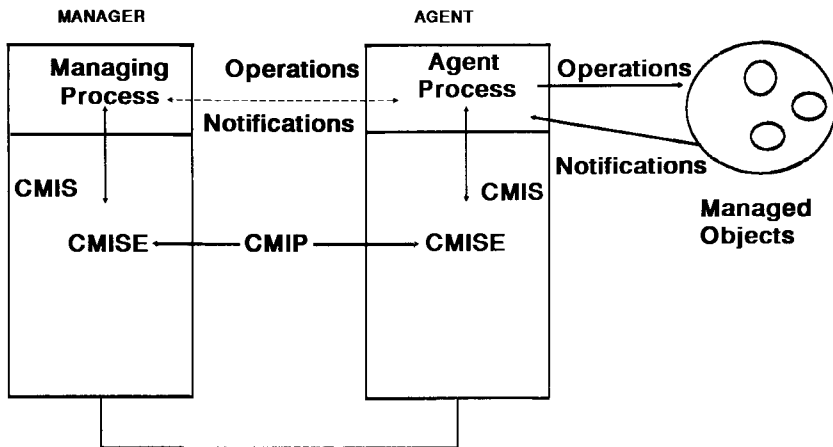 MANAGER
AGENT
Managing
Process
Operations
Notifications
Agent
Process
Operations
Notifications
CMIS
CMIS
Managed
Objects
CMISE
CMIP
CMISE